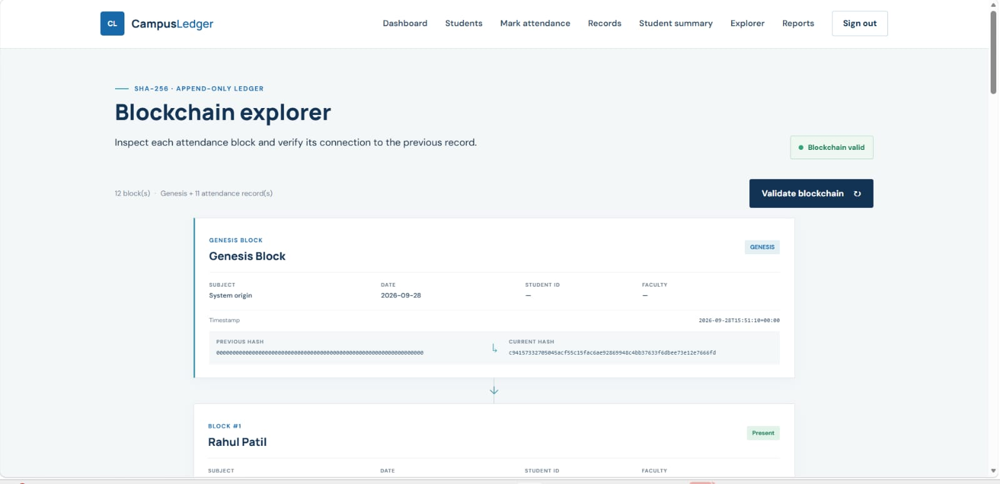 CL CampusLedger Dashboard Students Mark attendance Records Student summary Explorer Reports Sign out
SHA-256 · APPEND-ONLY LEDGER
Blockchain explorer
Inspect each attendance block and verify its connection to the previous record.
Blockchain valid
12 block(s) · Genesis + 11 attendance record(s)
Validate blockchain ↻
GENESIS BLOCK
Genesis Block
GENESIS
SUBJECT DATE STUDENT ID FACULTY
System origin 2026-09-28 — —
Timestamp 2026-09-28T15:51:10+00:00
PREVIOUS HASH CURRENT HASH
0000000000000000000000000000000000000000000000000000000000000000 c94157332705045acf55c15fac6ae92869948c4bb37633f6dbee73e12e7666fd
BLOCK #1
Rahul Patil
Present
SUBJECT DATE STUDENT ID FACULTY